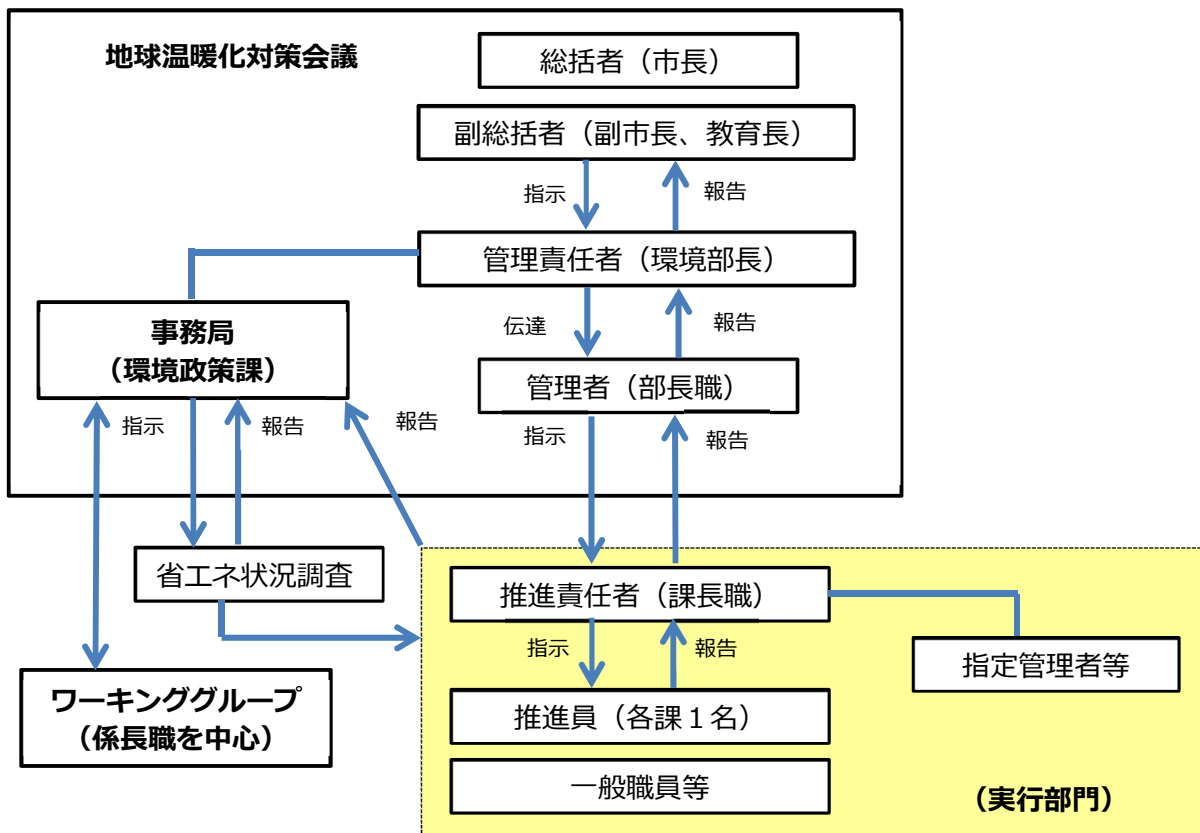 地球温暖化対策会議
総括者（市長）
副総括者（副市長、教育長）
指示
報告
管理責任者（環境部長）
事務局
（環境政策課）
伝達
報告
管理者（部長職）
指示
報告
報告
指示
報告
省エネ状況調査
推進責任者（課長職）
指示
報告
指定管理者等
ワーキンググループ
（係長職を中心）
推進員（各課１名）
一般職員等
（実行部門）